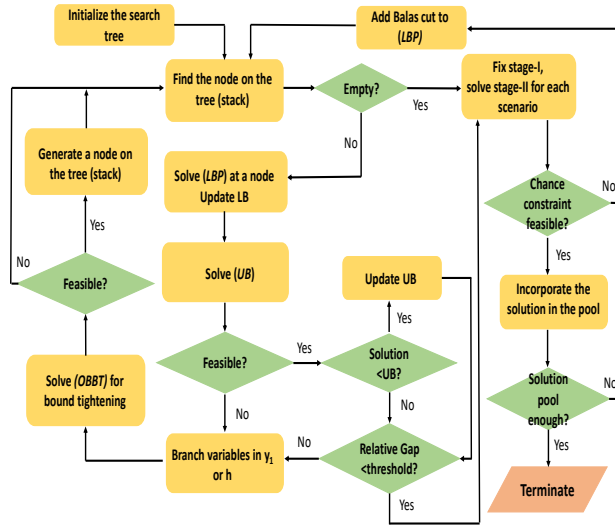 Initialize the search
tree
Add Balas cut to
(LBP)
Find the node on the
tree (stack)
Empty?
Yes
No
Fix stage-I,
solve stage-II for each
scenario
Generate a node on
the tree (stack)
Solve (LBP) at a node
Update LB
Chance
constraint
feasible?
No
Yes
Yes
No
Feasible?
Solve (UB)
Update UB
Incorporate the
solution in the pool
Yes
Feasible?
Yes
Solution
<UB?
Solve (OBBT) for
bound tightening
No
No
Solution
pool
enough?
No
Yes
Branch variables in y₁
or h
No
Relative Gap
<threshold?
Yes
Terminate